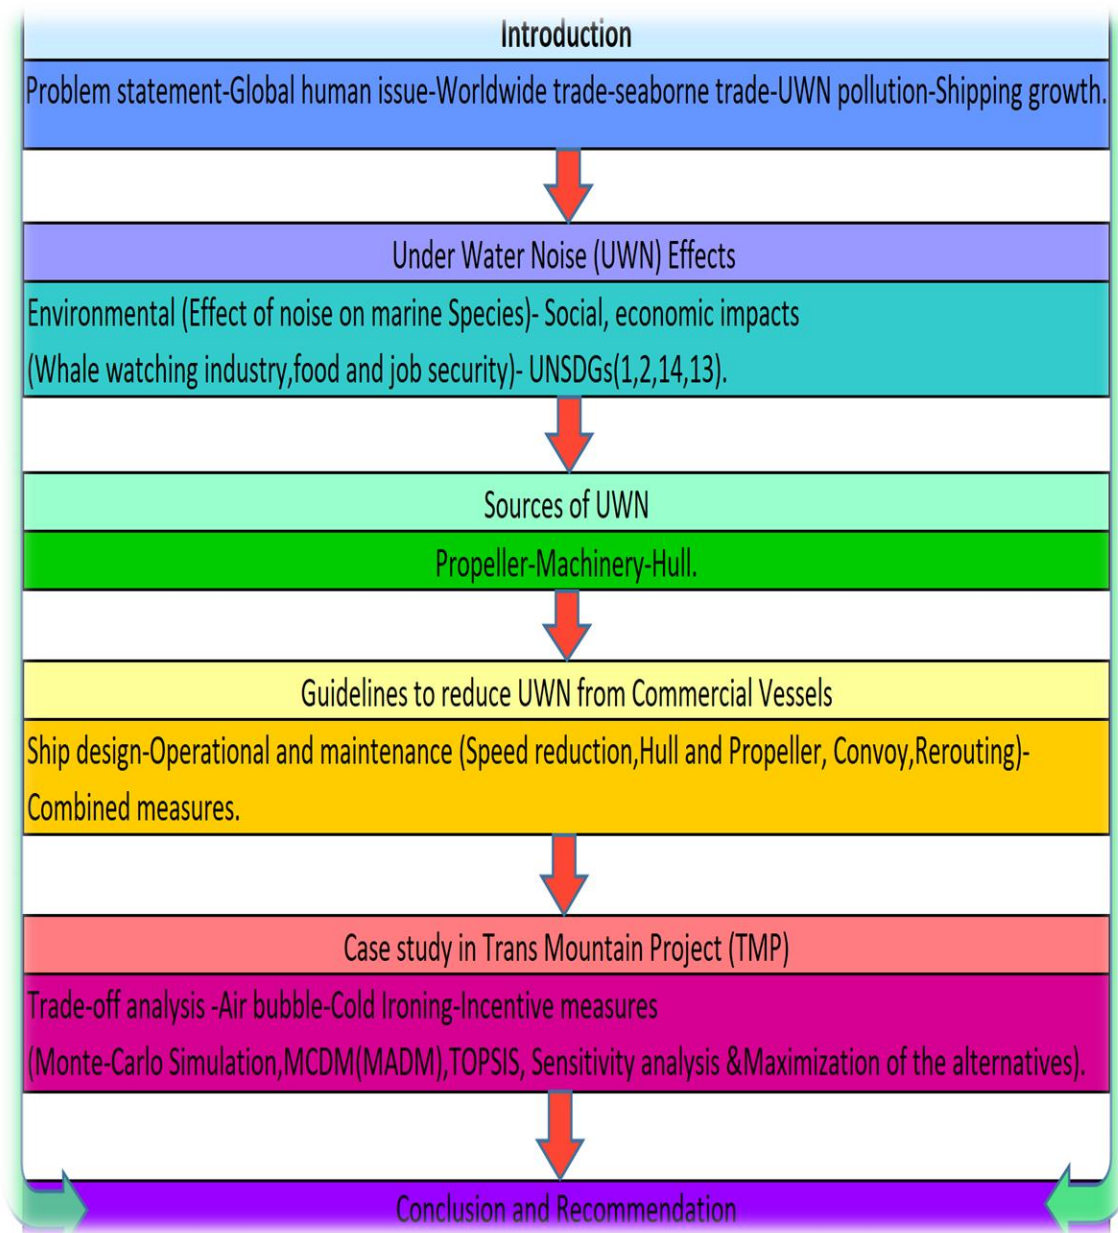 Introduction
Problem statement-Global human issue-Worldwide trade-seaborne trade-UWN pollution-Shipping growth.
Under Water Noise (UWN) Effects
Environmental (Effect of noise on marine Species)- Social, economic impacts
(Whale watching industry,food and job security)- UNSDGs(1,2,14,13).
Sources of UWN
Propeller-Machinery-Hull.
Guidelines to reduce UWN from Commercial Vessels
Ship design-Operational and maintenance (Speed reduction,Hull and Propeller, Convoy,Rerouting)-
Combined measures.
Case study in Trans Mountain Project (TMP)
Trade-off analysis -Air bubble-Cold Ironing-Incentive measures
(Monte-Carlo Simulation,MCDM(MADM),TOPSIS, Sensitivity analysis &Maximization of the alternatives).
Conclusion and Recommendation